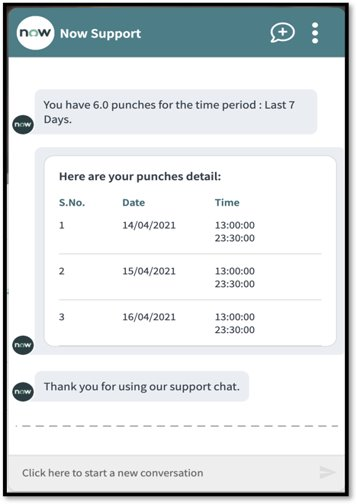 now Now Support
You have 6.0 punches for the time period : Last 7
Days.
now
Here are your punches detail:
S.No. Date Time
1 14/04/2021 13:00:00
23:30:00
2 15/04/2021 13:00:00
23:30:00
3 16/04/2021 13:00:00
23:30:00
now
now Thank you for using our support chat.
Click here to start a new conversation